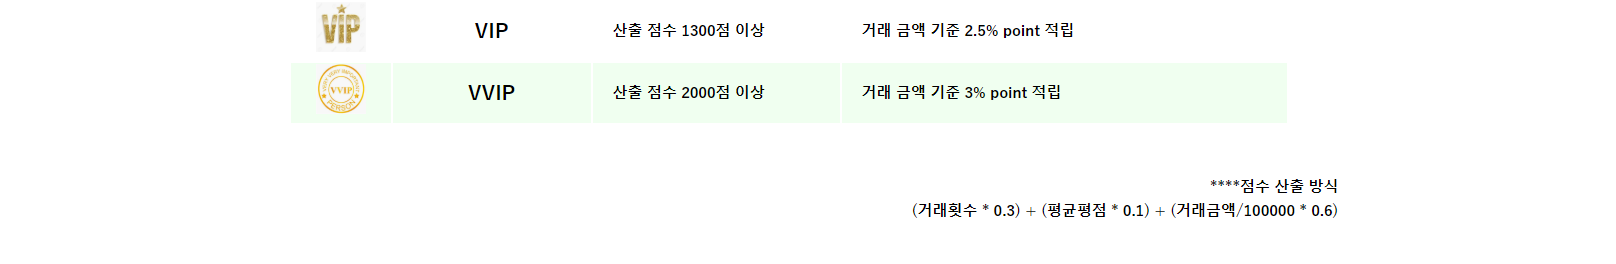 VIP VIP 산출 점수 1300점 이상 거래 금액 기준 2.5% point 적립
VVIP PERSON VVIP 산출 점수 2000점 이상 거래 금액 기준 3% point 적립
****점수 산출 방식
(거래횟수 * 0.3) + (평균평점 * 0.1) + (거래금액/100000 * 0.6)